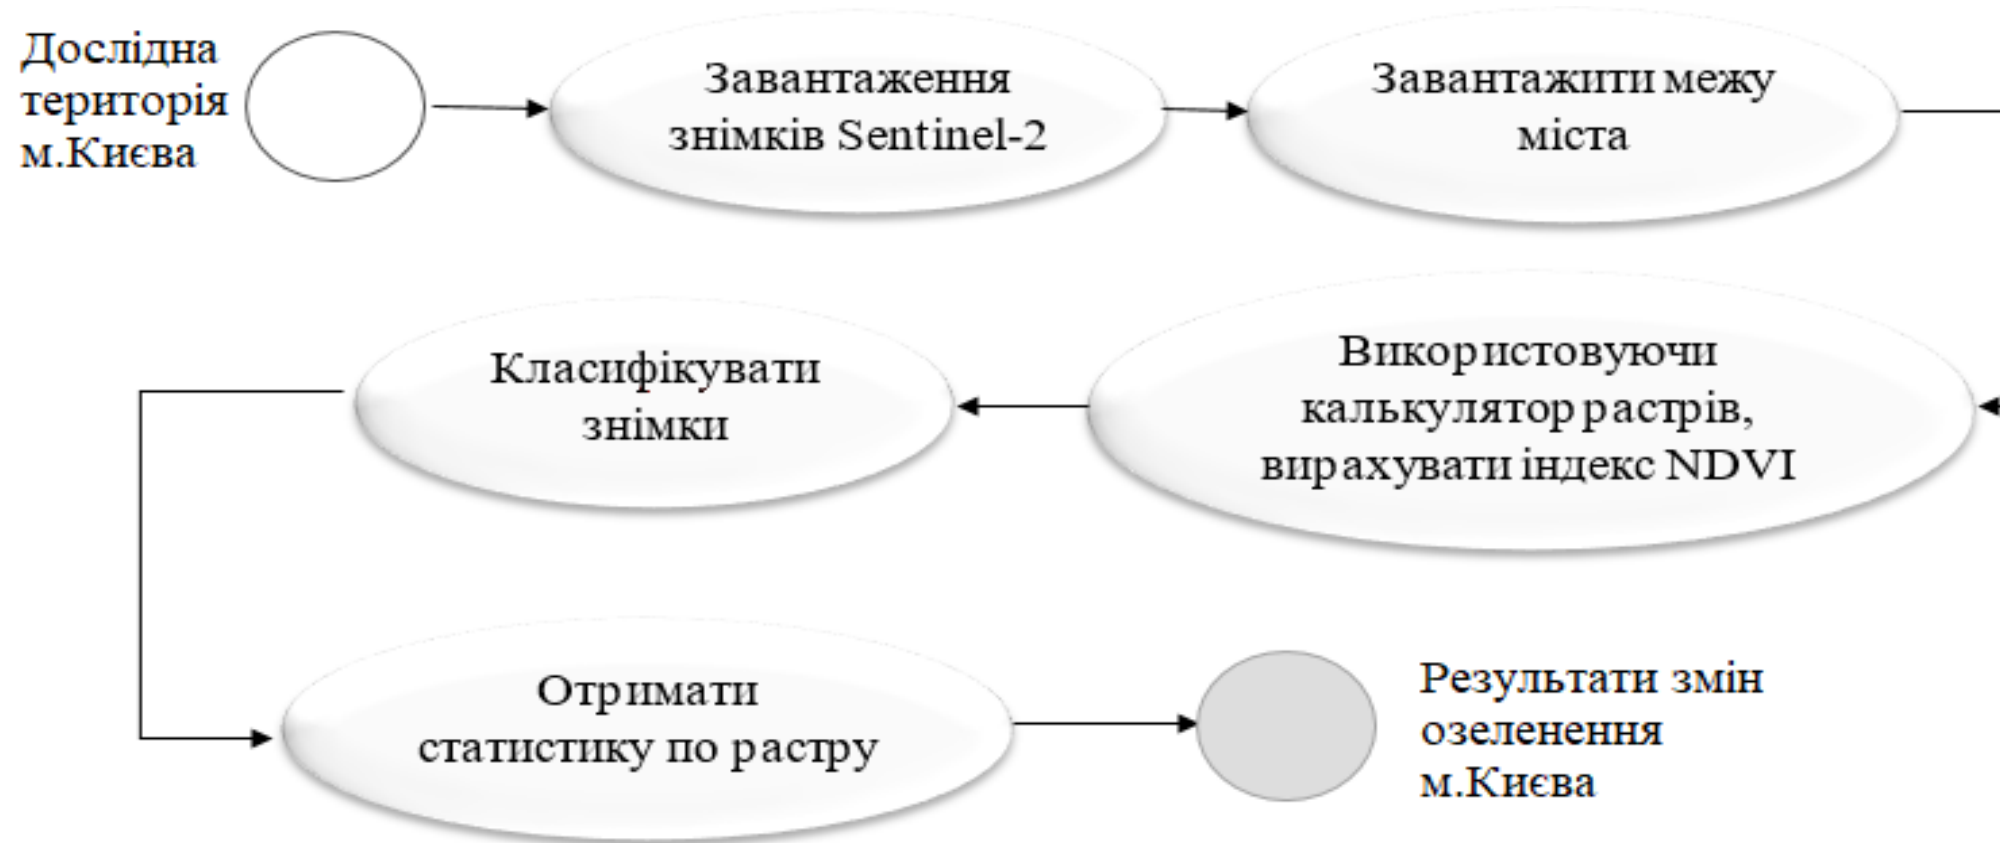 Дослідна
територія
м.Києва
Завантаження
знімків Sentinel-2
Завантажити межу
міста
Використовуючи
калькулятор растрів,
вирахувати індекс NDVI
Класифікувати
знімки
Отримати
статистику по растру
Результати змін
озеленення
м.Києва